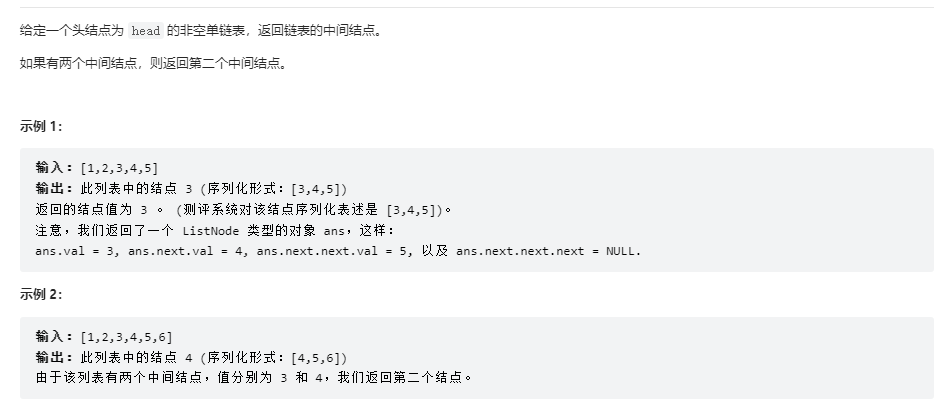 给定一个头结点为 head 的非空单链表，返回链表的中间结点。
如果有两个中间结点，则返回第二个中间结点。
示例 1：
输入：[1,2,3,4,5]
输出：此列表中的结点 3 (序列化形式：[3,4,5])
返回的结点值为 3 。 (测评系统对该结点序列化表述是 [3,4,5])。
注意，我们返回了一个 ListNode 类型的对象 ans，这样：
ans.val = 3, ans.next.val = 4, ans.next.next.val = 5, 以及 ans.next.next.next = NULL.
示例 2：
输入：[1,2,3,4,5,6]
输出：此列表中的结点 4 (序列化形式：[4,5,6])
由于该列表有两个中间结点，值分别为 3 和 4，我们返回第二个结点。